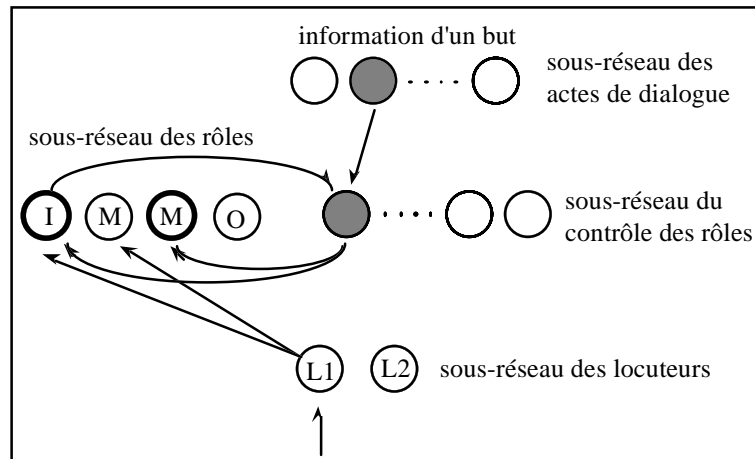 information d'un but
sous-réseau des
actes de dialogue
sous-réseau des rôles
I M M O
sous-réseau du
contrôle des rôles
L1 L2 sous-réseau des locuteurs